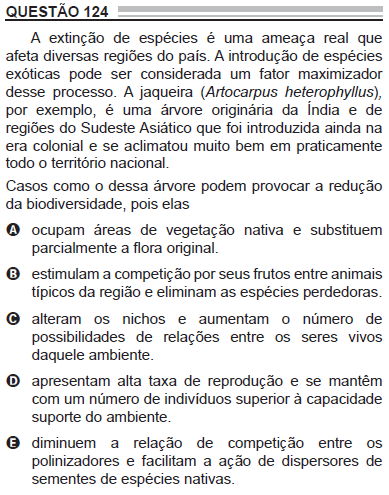 QUESTÃO 124
A extinção de espécies é uma ameaça real que
afeta diversas regiões do país. A introdução de espécies
exóticas pode ser considerada um fator maximizador
desse processo. A jaqueira (Artocarpus heterophyllus),
por exemplo, é uma árvore originária da Índia e de
regiões do Sudeste Asiático que foi introduzida ainda na
era colonial e se aclimatou muito bem em praticamente
todo o território nacional.
Casos como o dessa árvore podem provocar a redução
da biodiversidade, pois elas
A ocupam áreas de vegetação nativa e substituem
parcialmente a flora original.
B estimulam a competição por seus frutos entre animais
típicos da região e eliminam as espécies perdedoras.
C alteram os nichos e aumentam o número de
possibilidades de relações entre os seres vivos
daquele ambiente.
D apresentam alta taxa de reprodução e se mantêm
com um número de indivíduos superior à capacidade
suporte do ambiente.
E diminuem a relação de competição entre os
polinizadores e facilitam a ação de dispersores de
sementes de espécies nativas.